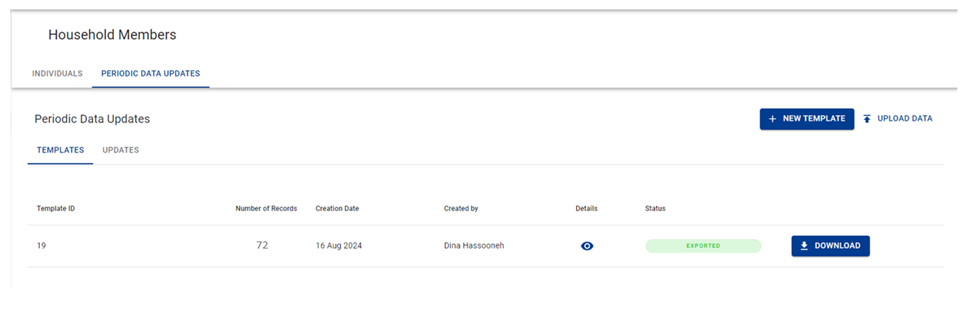 Household Members
INDIVIDUALS PERIODIC DATA UPDATES
Periodic Data Updates + NEW TEMPLATE UPLOAD DATA
TEMPLATES UPDATES
Template ID Number of Records Creation Date Created by Details Status
19 72 16 Aug 2024 Dina Hassooneh EXPORTED DOWNLOAD